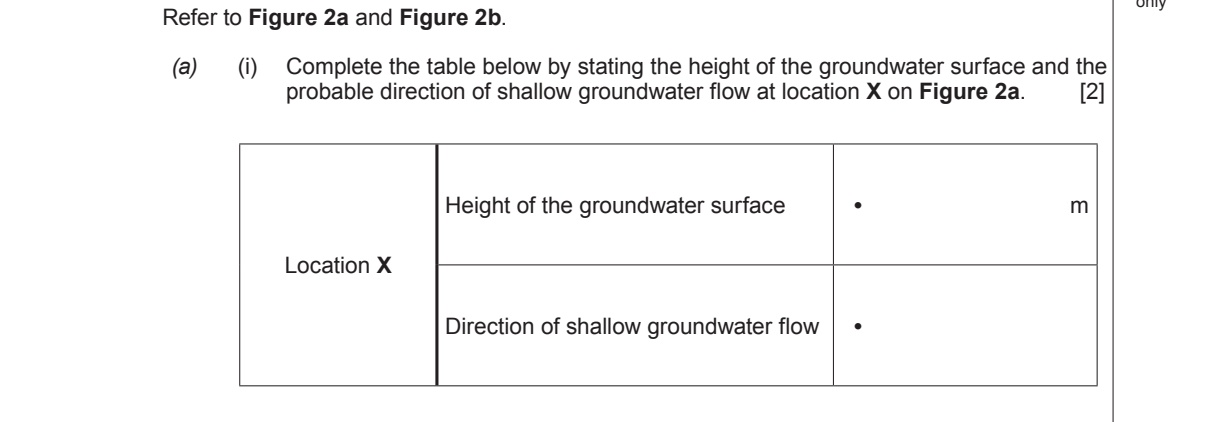 only
Refer to Figure 2a and Figure 2b.
(a) (i) Complete the table below by stating the height of the groundwater surface and the
probable direction of shallow groundwater flow at location X on Figure 2a. [2]
Height of the groundwater surface • m
Location X
Direction of shallow groundwater flow •